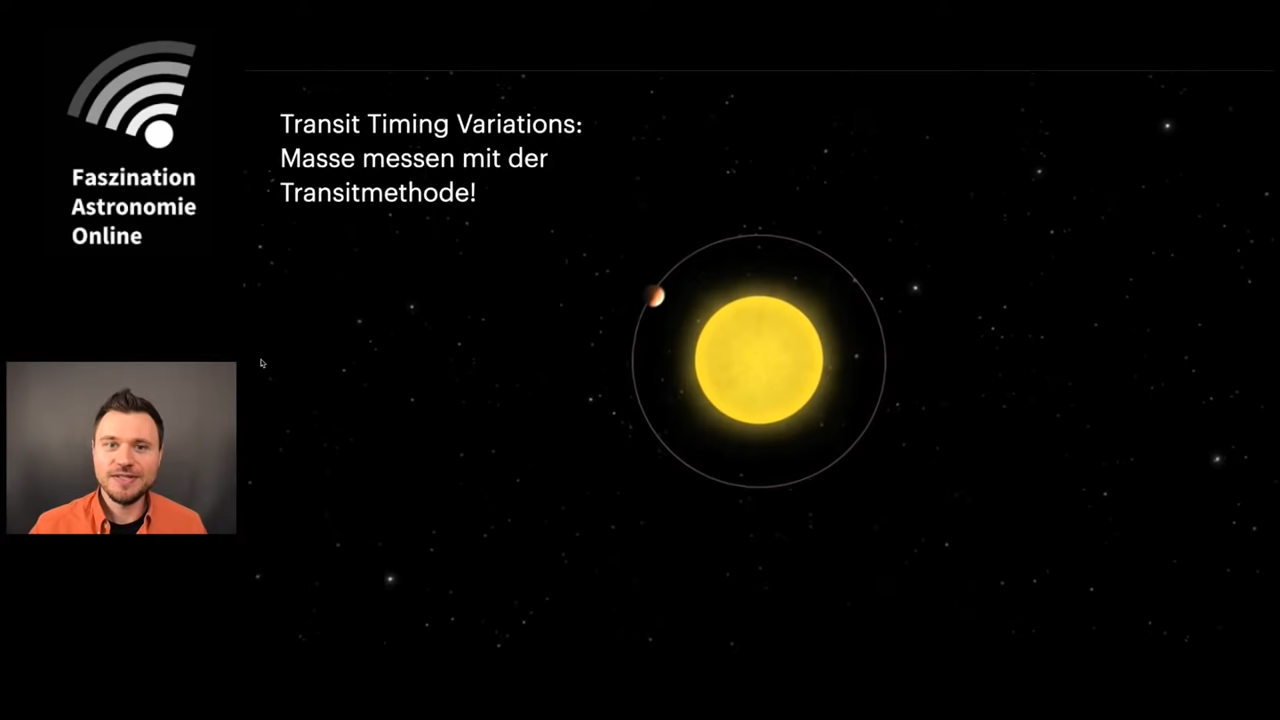 Faszination
Astronomie
Online
Transit Timing Variations:
Masse messen mit der
Transitmethode!